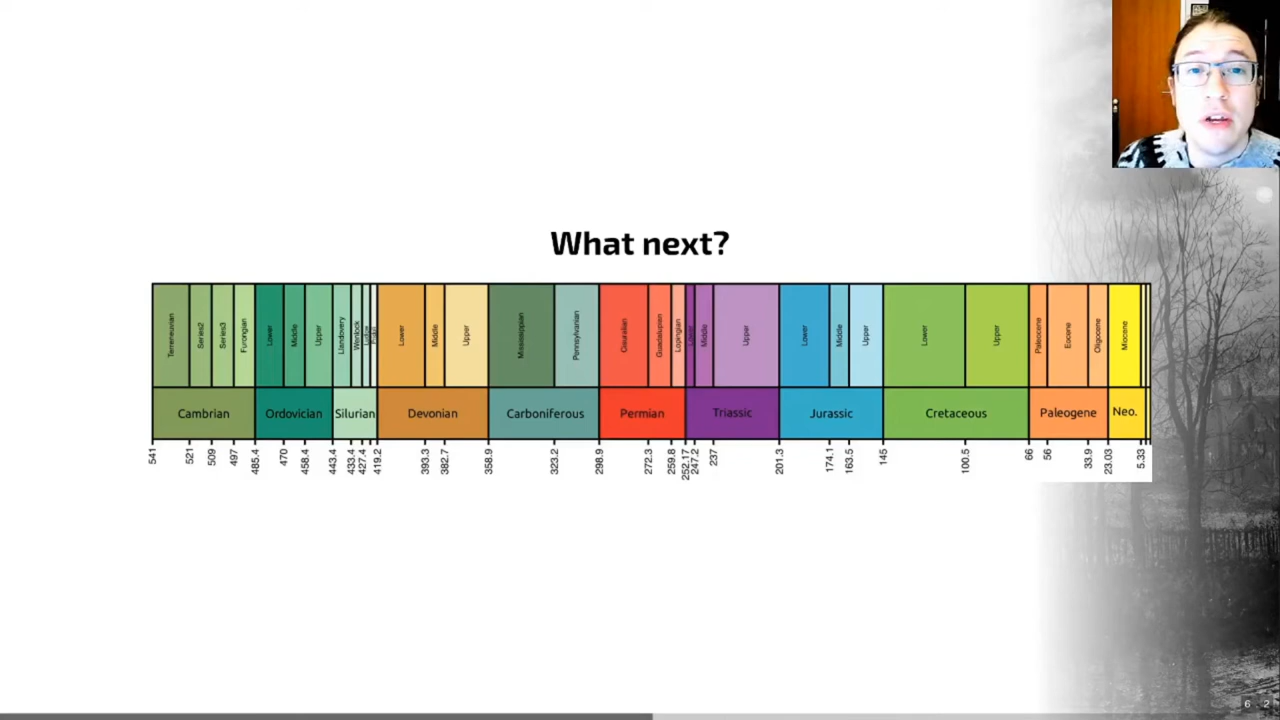 What next?
Terreneuvian
Series2
Series3
Furongian
Lower
Middle
Upper
Llandovery
Wenlock
Ludlow
Pridoli
Lower
Middle
Upper
Mississippian
Pennsylvanian
Cisuralian
Guadalupian
Lopingian
Lower
Middle
Upper
Lower
Middle
Upper
Lower
Upper
Paleocene
Eocene
Oligocene
Miocene
Cambrian
Ordovician
Silurian
Devonian
Carboniferous
Permian
Triassic
Jurassic
Cretaceous
Paleogene
Neo.
541
521
509
497
485.4
470
458.4
443.4
433.4
427.4
419.2
393.3
382.7
358.9
323.2
298.9
272.3
259.8
252.17
247.2
237
201.3
174.1
163.5
145
100.5
66
56
33.9
23.03
5.33
6 2